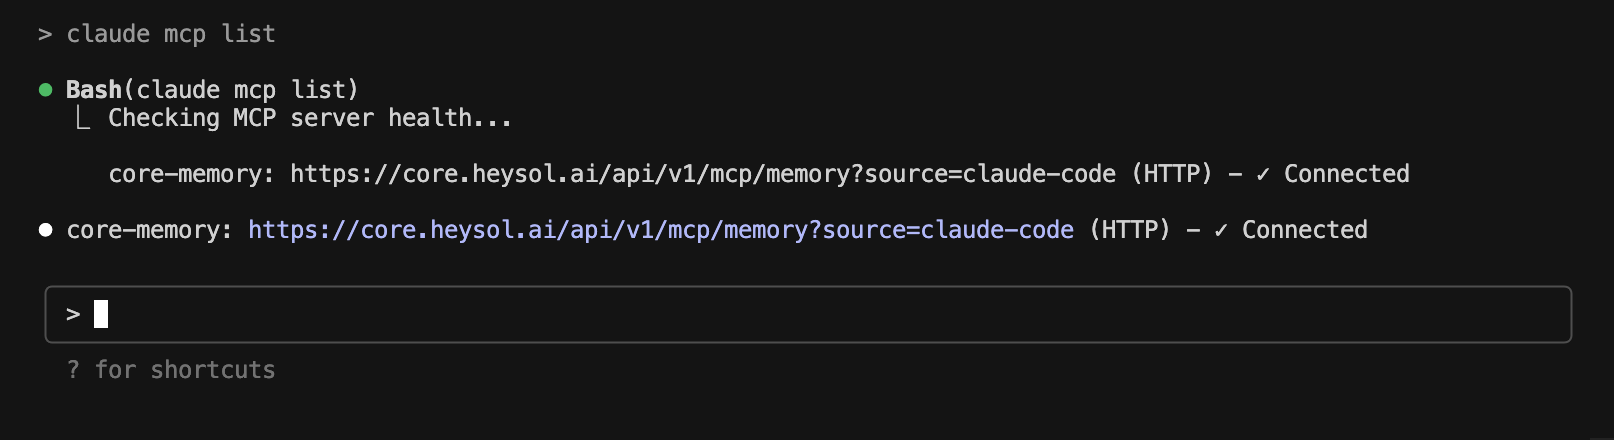 > claude mcp list
● Bash(claude mcp list)
⎿ Checking MCP server health...
core-memory: https://core.heysol.ai/api/v1/mcp/memory?source=claude-code (HTTP) – ✓ Connected
● core-memory: https://core.heysol.ai/api/v1/mcp/memory?source=claude-code (HTTP) – ✓ Connected
>
? for shortcuts